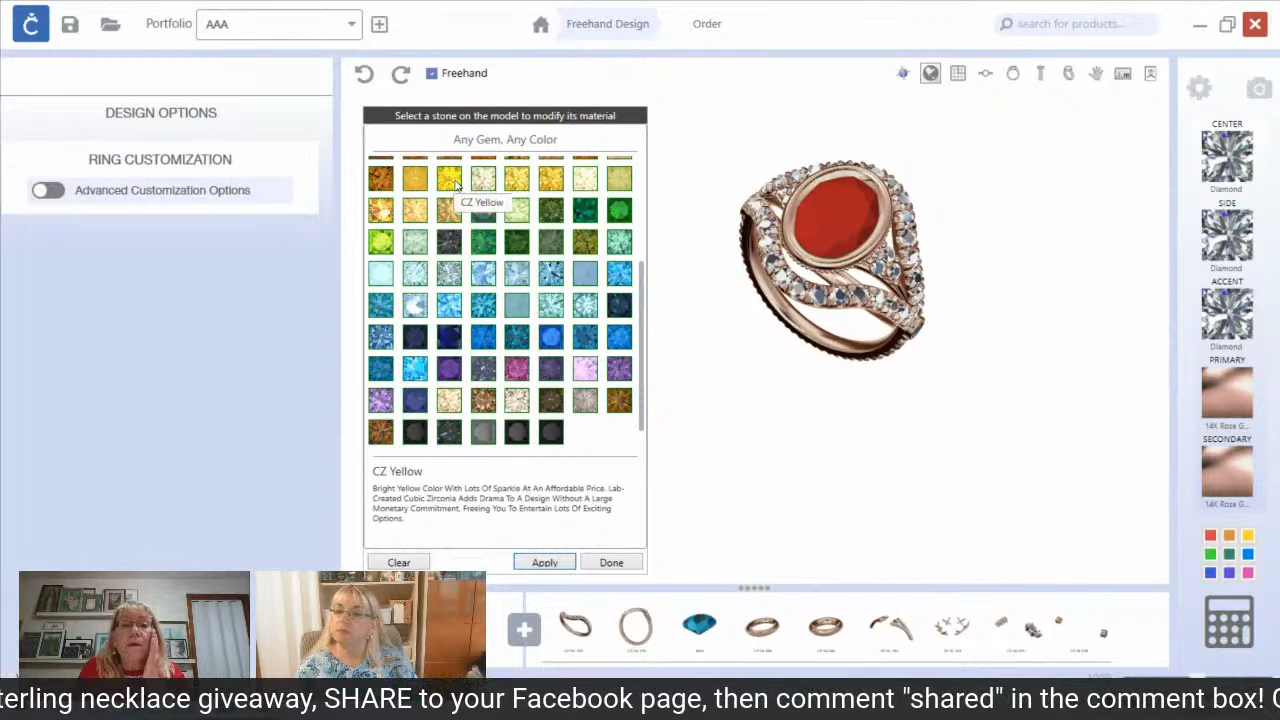 Č
Portfolio
AAA
Freehand Design
Order
search for products...
DESIGN OPTIONS
RING CUSTOMIZATION
Advanced Customization Options
Freehand
Select a stone on the model to modify its material
Any Gem, Any Color
CZ Yellow
CZ Yellow
Bright Yellow Color With Lots Of Sparkle At An Affordable Price. Lab-
Created Cubic Zirconia Adds Drama To A Design Without A Large
Monetary Commitment, Freeing You To Entertain Lots Of Exciting
Options.
Clear
Apply
Done
CENTER
Diamond
SIDE
Diamond
ACCENT
Diamond
PRIMARY
14K Rose G...
SECONDARY
14K Rose G...
terling necklace giveaway, SHARE to your Facebook page, then comment "shared" in the comment box!